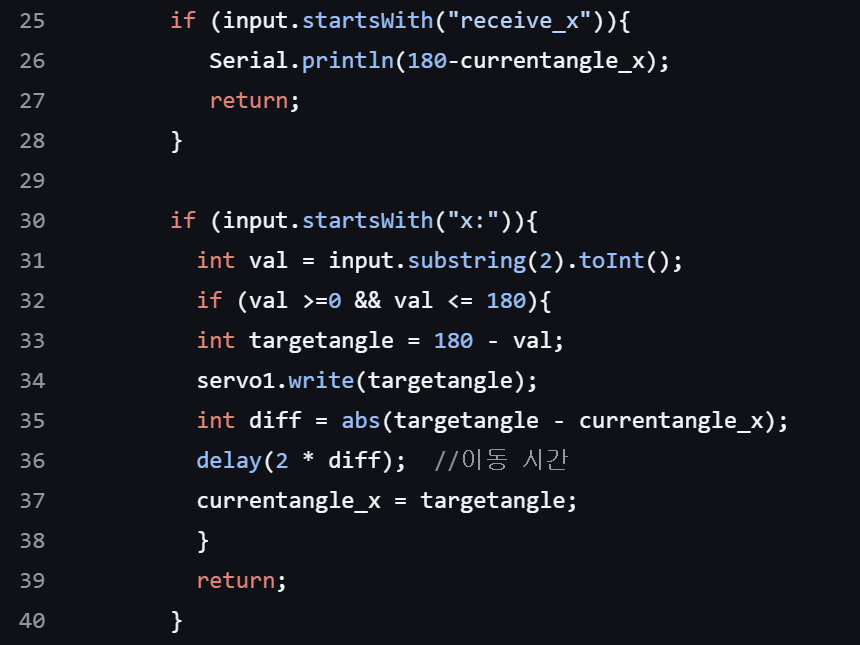 25 if (input.startsWith("receive_x")){
26 Serial.println(180-currentangle_x);
27 return;
28 }
29
30 if (input.startsWith("x:")){
31 int val = input.substring(2).toInt();
32 if (val >=0 && val <= 180){
33 int targetangle = 180 - val;
34 servo1.write(targetangle);
35 int diff = abs(targetangle - currentangle_x);
36 delay(2 * diff);  //이동 시간
37 currentangle_x = targetangle;
38 }
39 return;
40 }